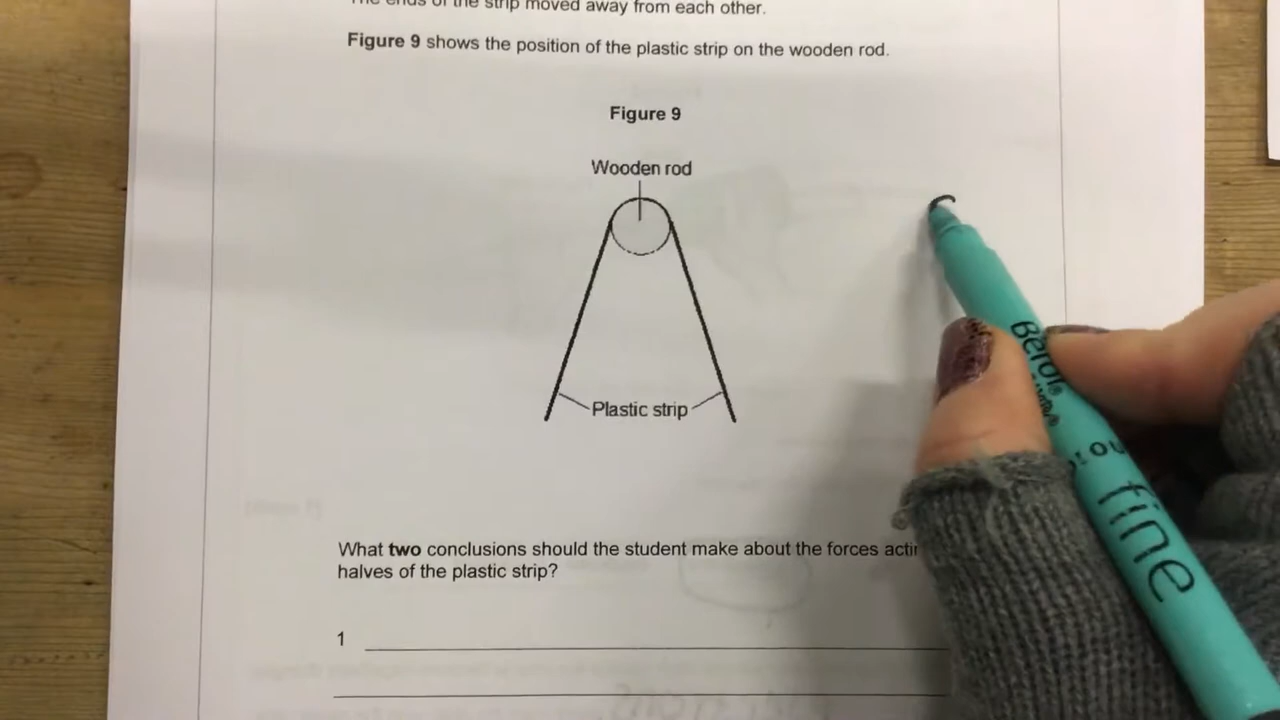 The ends of the strip moved away from each other.
Figure 9 shows the position of the plastic strip on the wooden rod.
Figure 9
Wooden rod
Plastic strip
What two conclusions should the student make about the forces
halves of the plastic strip?
1
Berol
fine